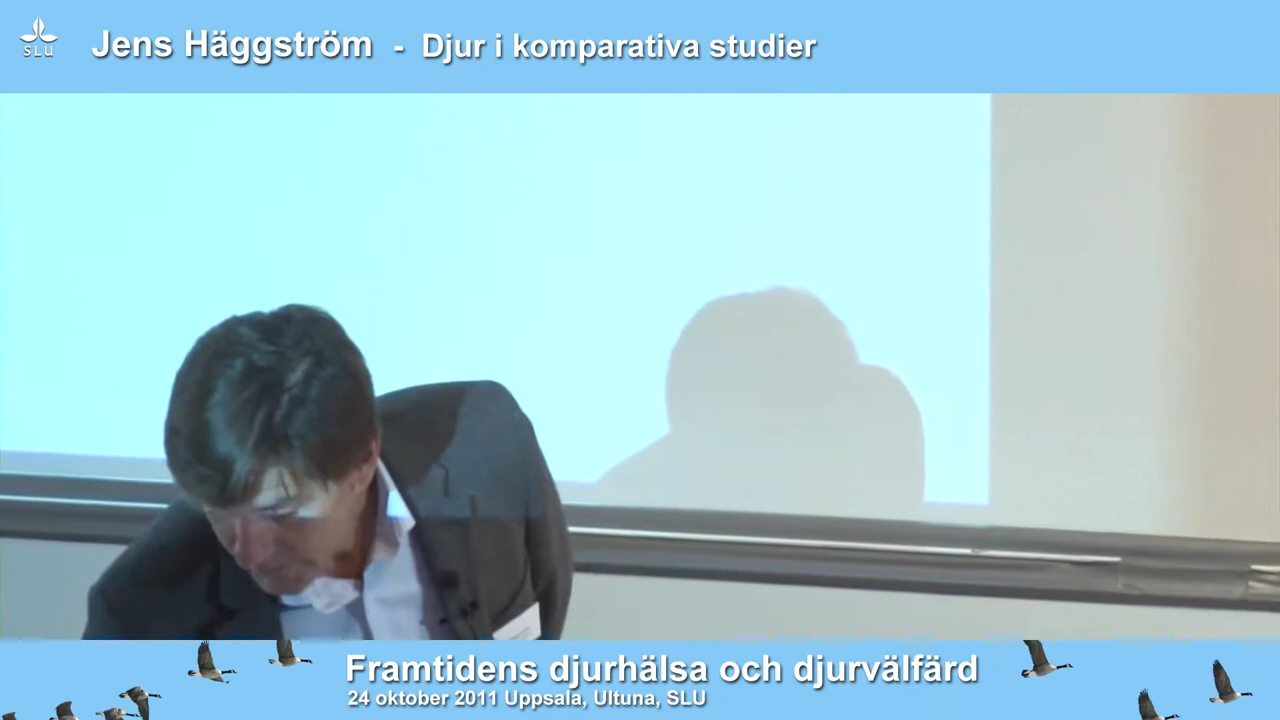 SLU
Jens Häggström - Djur i komparativa studier
Framtidens djurhälsa och djurvälfärd
24 oktober 2011 Uppsala, Ultuna, SLU